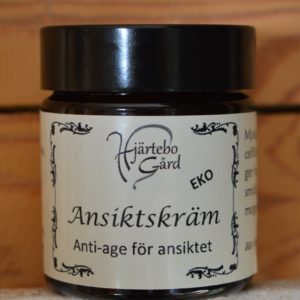 Hjärtebo
Gård
EKO
Ansiktskräm
Anti-age för ansiktet